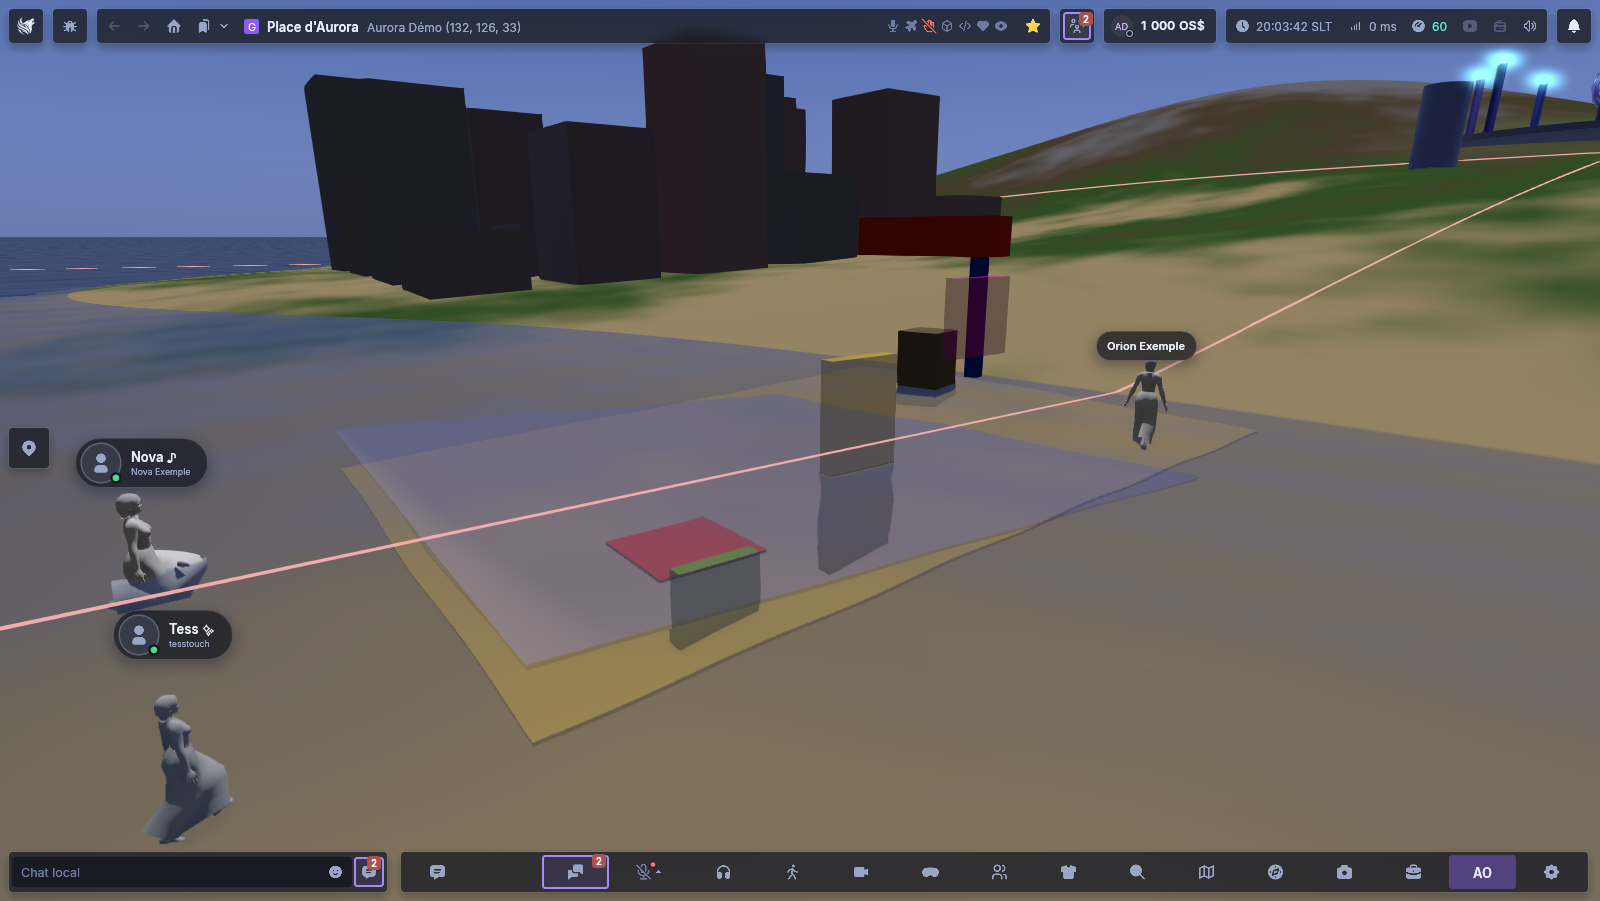 G Place d'Aurora Aurora Démo (132, 126, 33)
2
AD 1 000 OS$
20:03:42 SLT 0 ms 60
Orion Exemple
Nova ♪
Nova Exemple
Tess
tesstouch
Chat local
2
2
AO